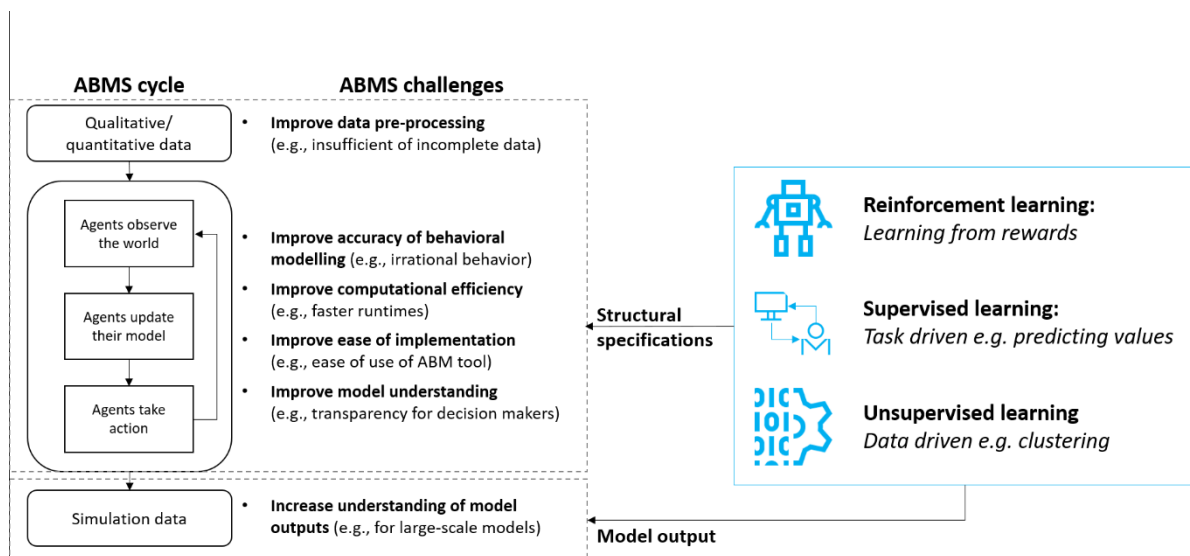 ABMS cycle
ABMS challenges
Qualitative/
quantitative data
• Improve data pre-processing
(e.g., insufficient of incomplete data)
Agents observe
the world
Agents update
their model
Agents take
action
• Improve accuracy of behavioral
modelling (e.g., irrational behavior)
• Improve computational efficiency
(e.g., faster runtimes)
• Improve ease of implementation
(e.g., ease of use of ABM tool)
• Improve model understanding
(e.g., transparency for decision makers)
Simulation data
• Increase understanding of model
outputs (e.g., for large-scale models)
Structural
specifications
Model output
Reinforcement learning:
Learning from rewards
Supervised learning:
Task driven e.g. predicting values
Unsupervised learning
Data driven e.g. clustering